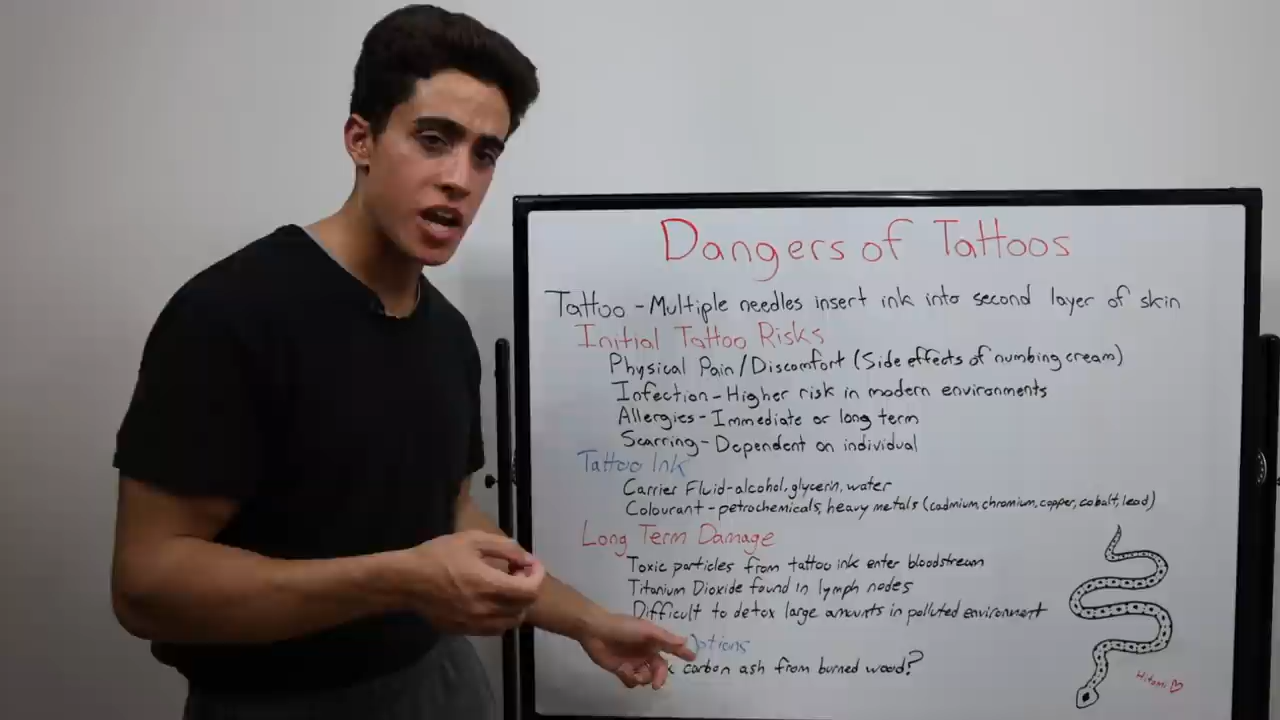 Dangers of Tattoos
Tattoo - Multiple needles insert ink into second layer of skin
Initial Tattoo Risks
Physical Pain/Discomfort (Side effects of numbing cream)
Infection - Higher risk in modern environments
Allergies - Immediate or long term
Scarring - Dependent on individual
Tattoo Ink
Carrier Fluid - alcohol, glycerin, water
Colourant - petrochemicals, heavy metals (cadmium, chromium, copper, cobalt, lead)
Long Term Damage
Toxic particles from tattoo ink enter bloodstream
Titanium Dioxide found in lymph nodes
Difficult to detox large amounts in polluted environment
Options
carbon ash from burned wood?
Hitomi ♡